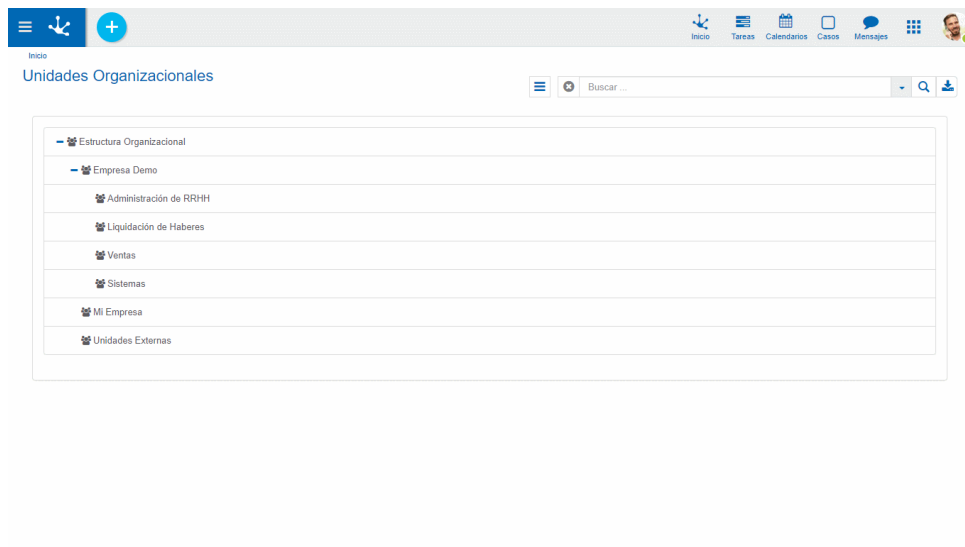 Inicio
Tareas
Calendarios
Casos
Mensajes
Inicio
Unidades Organizacionales
Buscar ...
Estructura Organizacional
Empresa Demo
Administración de RRHH
Liquidación de Haberes
Ventas
Sistemas
Mi Empresa
Unidades Externas